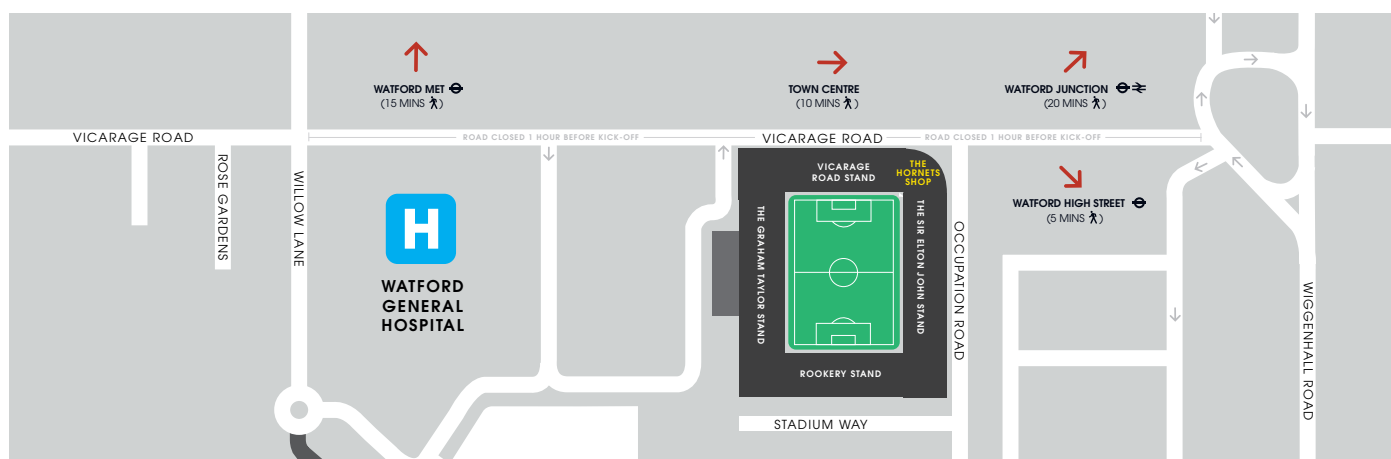 WATFORD MET
(15 MINS )
TOWN CENTRE
(10 MINS )
WATFORD JUNCTION
(20 MINS )
VICARAGE ROAD
ROAD CLOSED 1 HOUR BEFORE KICK-OFF
VICARAGE ROAD
ROAD CLOSED 1 HOUR BEFORE KICK-OFF
ROSE GARDENS
WILLOW LANE
H
WATFORD
GENERAL
HOSPITAL
VICARAGE
ROAD STAND
THE
HORNETS
SHOP
THE GRAHAM TAYLOR STAND
THE SIR ELTON JOHN STAND
ROOKERY STAND
OCCUPATION ROAD
STADIUM WAY
WATFORD HIGH STREET
(5 MINS )
WIGGENHALL ROAD